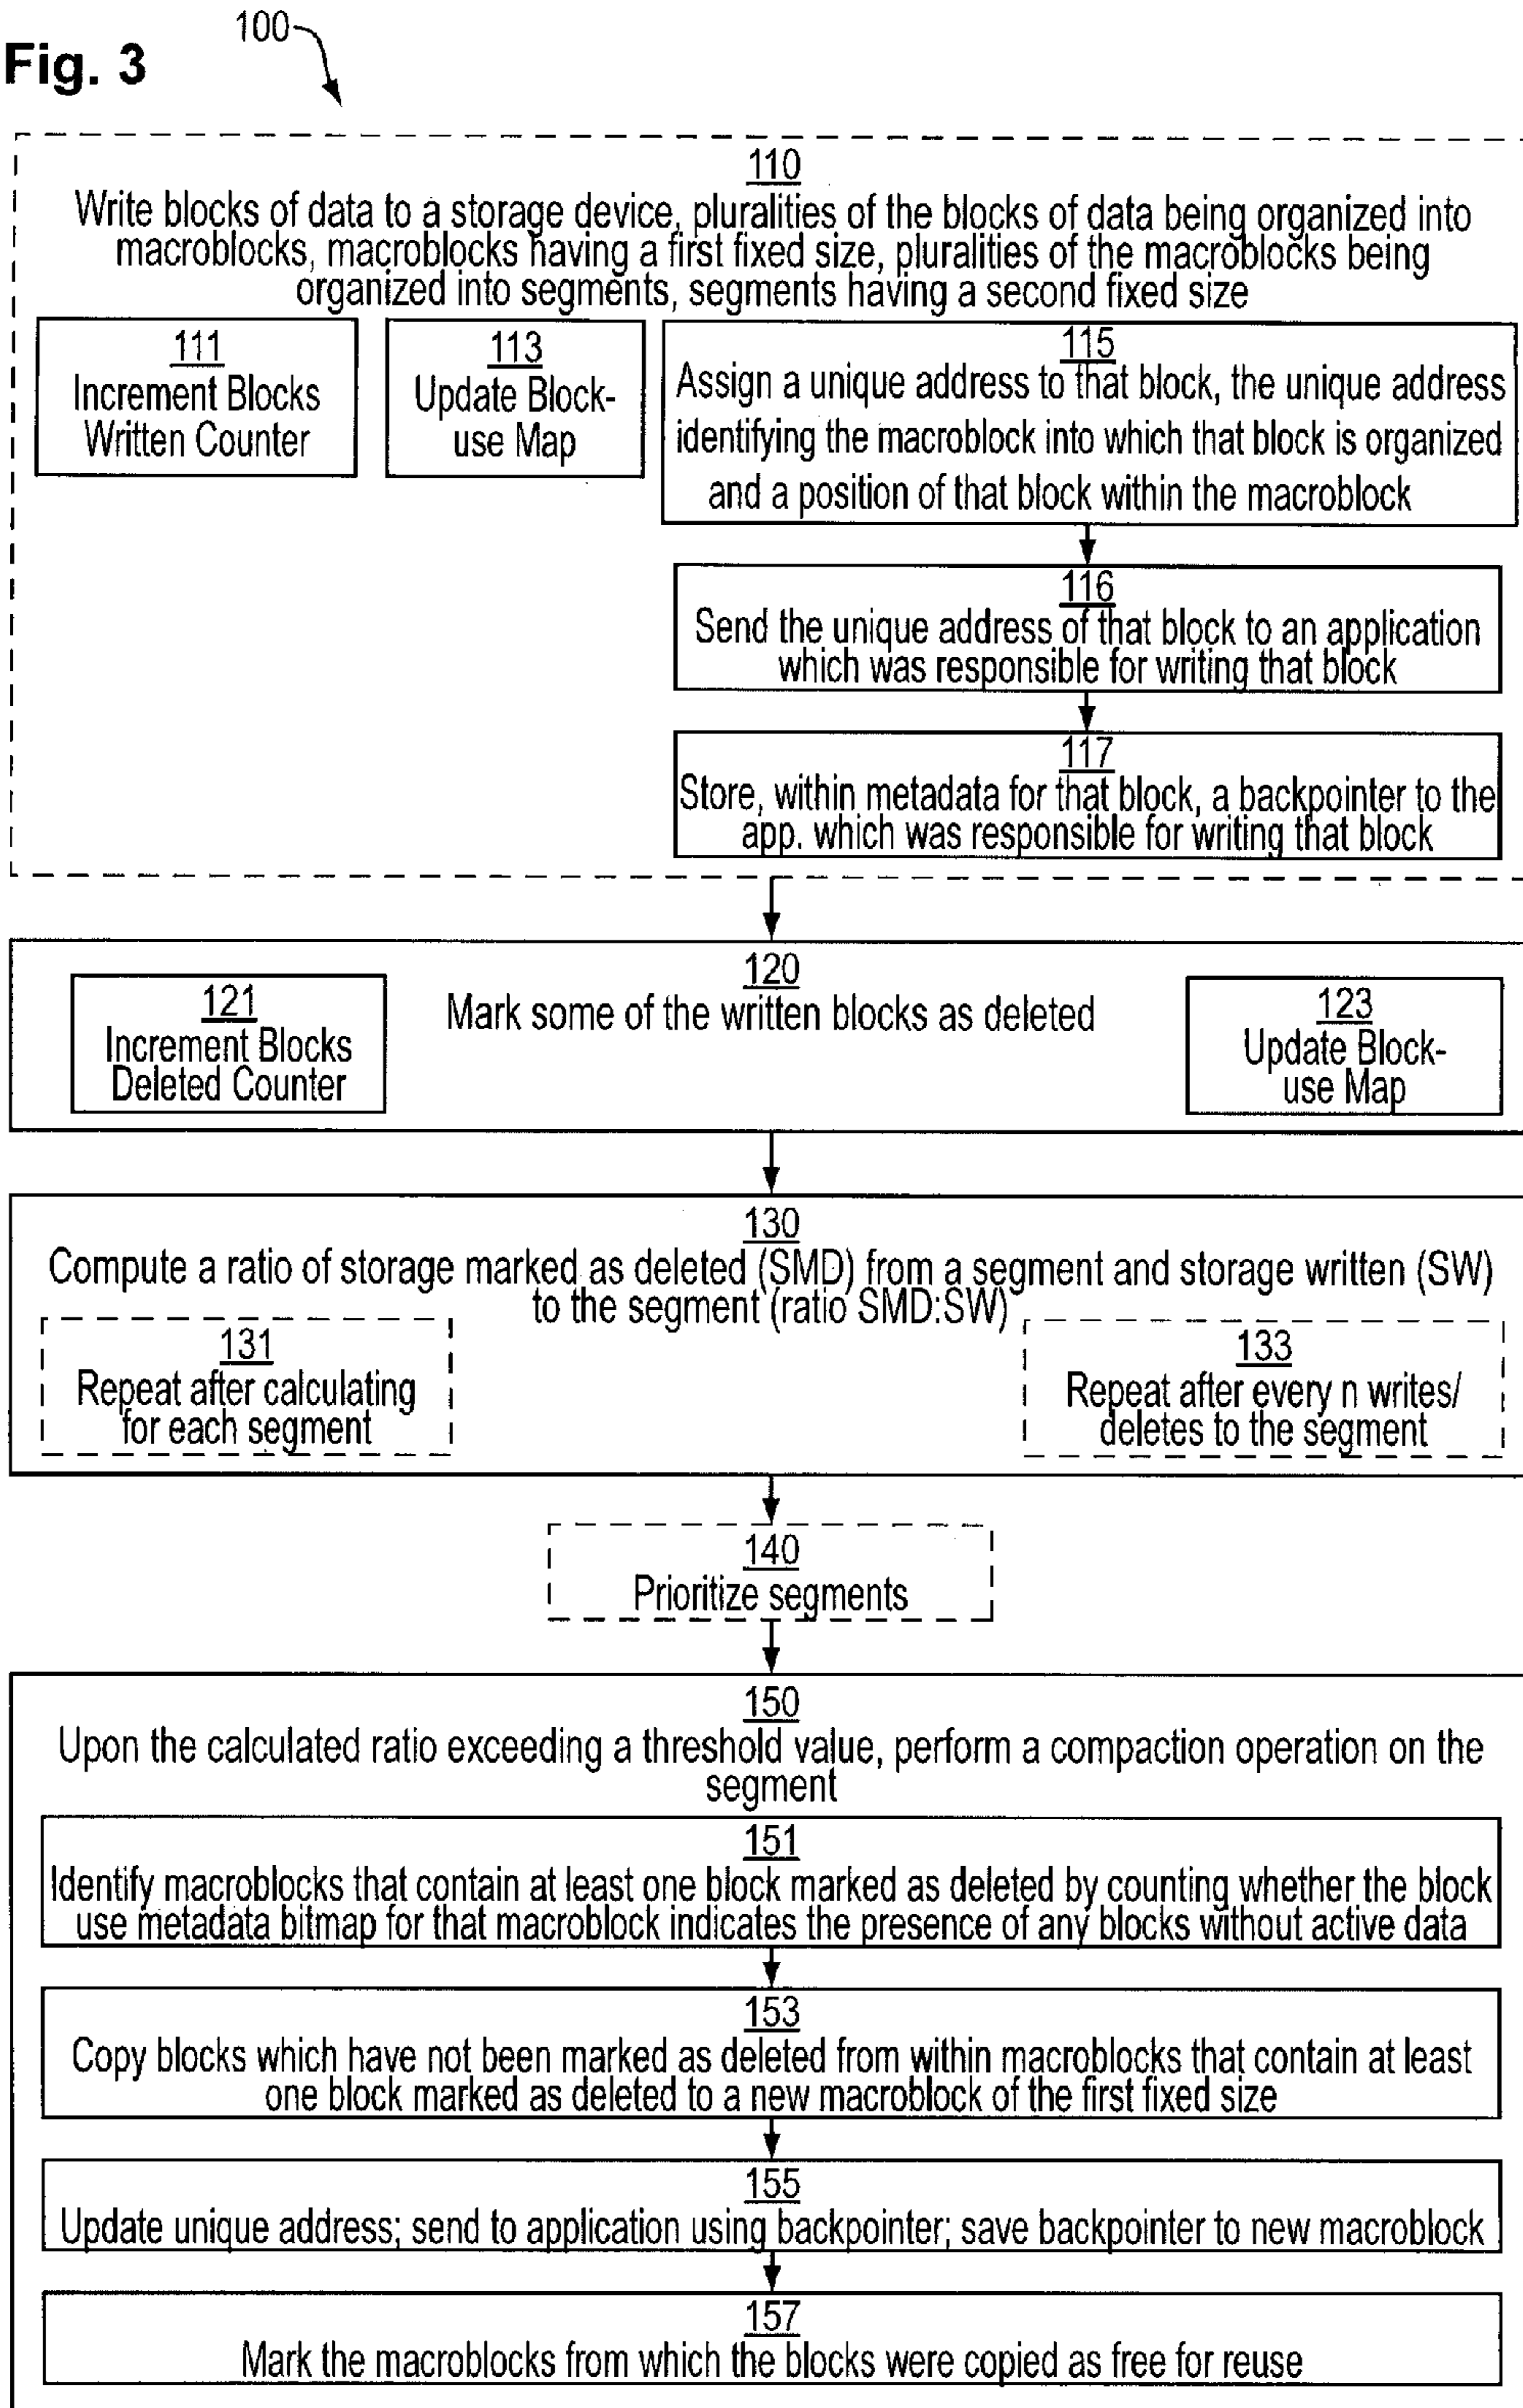 100
Fig. 3
110
Write blocks of data to a storage device, pluralities of the blocks of data being organized into
macroblocks, macroblocks having a first fixed size, pluralities of the macroblocks being
organized into segments, segments having a second fixed size
111
Increment Blocks
Written Counter
113
Update Block-
use Map
115
Assign a unique address to that block, the unique address
identifying the macroblock into which that block is organized
and a position of that block within the macroblock
116
Send the unique address of that block to an application
which was responsible for writing that block
117
Store, within metadata for that block, a backpointer to the
app. which was responsible for writing that block
120
Mark some of the written blocks as deleted
121
Increment Blocks
Deleted Counter
123
Update Block-
use Map
130
Compute a ratio of storage marked as deleted (SMD) from a segment and storage written (SW)
to the segment (ratio SMD:SW)
131
Repeat after calculating
for each segment
133
Repeat after every n writes/
deletes to the segment
140
Prioritize segments
150
Upon the calculated ratio exceeding a threshold value, perform a compaction operation on the
segment
151
Identify macroblocks that contain at least one block marked as deleted by counting whether the block
use metadata bitmap for that macroblock indicates the presence of any blocks without active data
153
Copy blocks which have not been marked as deleted from within macroblocks that contain at least
one block marked as deleted to a new macroblock of the first fixed size
155
Update unique address; send to application using backpointer; save backpointer to new macroblock
157
Mark the macroblocks from which the blocks were copied as free for reuse